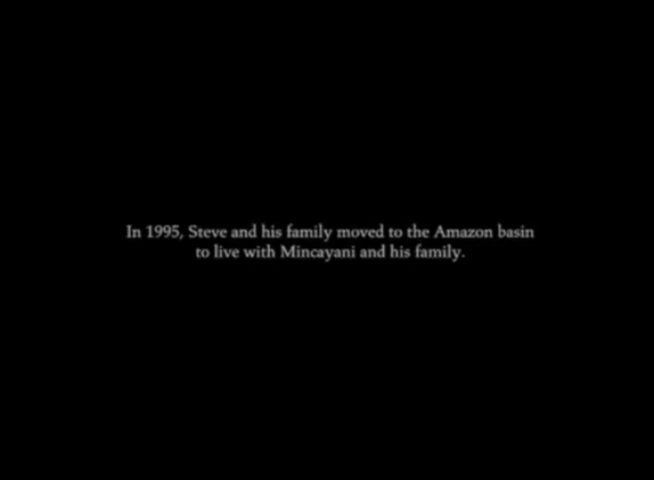 In 1995, Steve and his family moved to the Amazon basin
to live with Mincayani and his family.